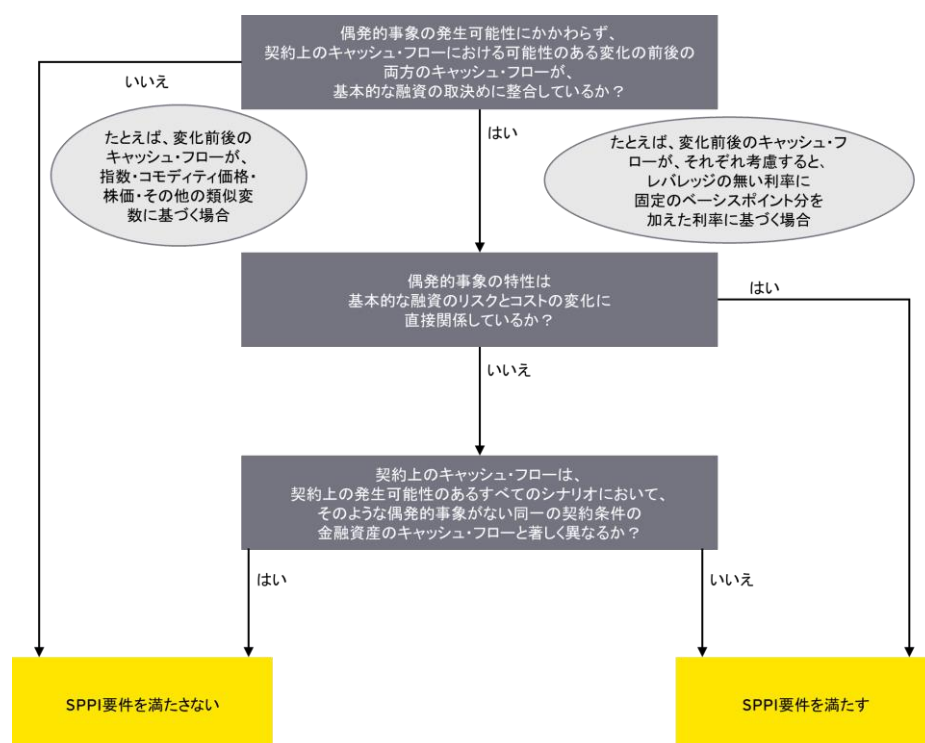 偶発的事象の発生可能性にかかわらず、
契約上のキャッシュ・フローにおける可能性のある変化の前後の
両方のキャッシュ・フローが、
基本的な融資の取決めに整合しているか？
いいえ
はい
たとえば、変化前後の
キャッシュ・フローが、
指数・コモディティ価格・
株価・その他の類似変
数に基づく場合
たとえば、変化前後のキャッシュ・フ
ローが、それぞれ考慮すると、
レバレッジの無い利率に
固定のベーシスポイント分を
加えた利率に基づく場合
偶発的事象の特性は
基本的な融資のリスクとコストの変化に
直接関係しているか？
はい
いいえ
契約上のキャッシュ・フローは、
契約上の発生可能性のあるすべてのシナリオにおいて、
そのような偶発的事象がない同一の契約条件の
金融資産のキャッシュ・フローと著しく異なるか？
はい
いいえ
SPPI要件を満たさない
SPPI要件を満たす